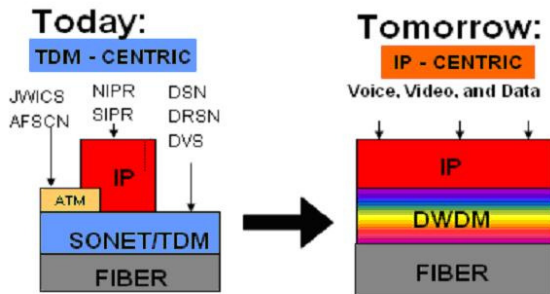 Today:
TDM - CENTRIC
JWICS
AFSCN
NIPR
SIPR
DSN
DRSN
DVS
IP
ATM
SONET/TDM
FIBER
Tomorrow:
IP - CENTRIC
Voice, Video, and Data
IP
DWDM
FIBER